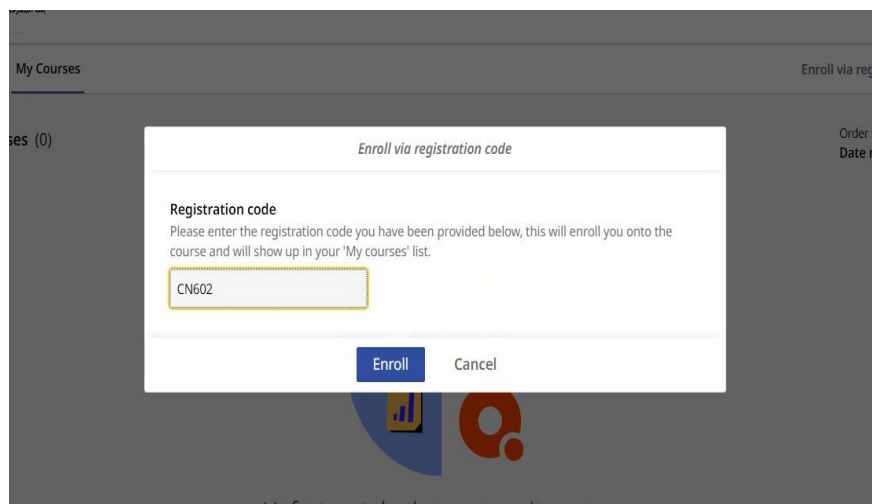 My Courses
Enroll via reg
ses (0)
Order
Date r
Enroll via registration code
Registration code
Please enter the registration code you have been provided below, this will enroll you onto the
course and will show up in your 'My courses' list.
CN602
Enroll Cancel